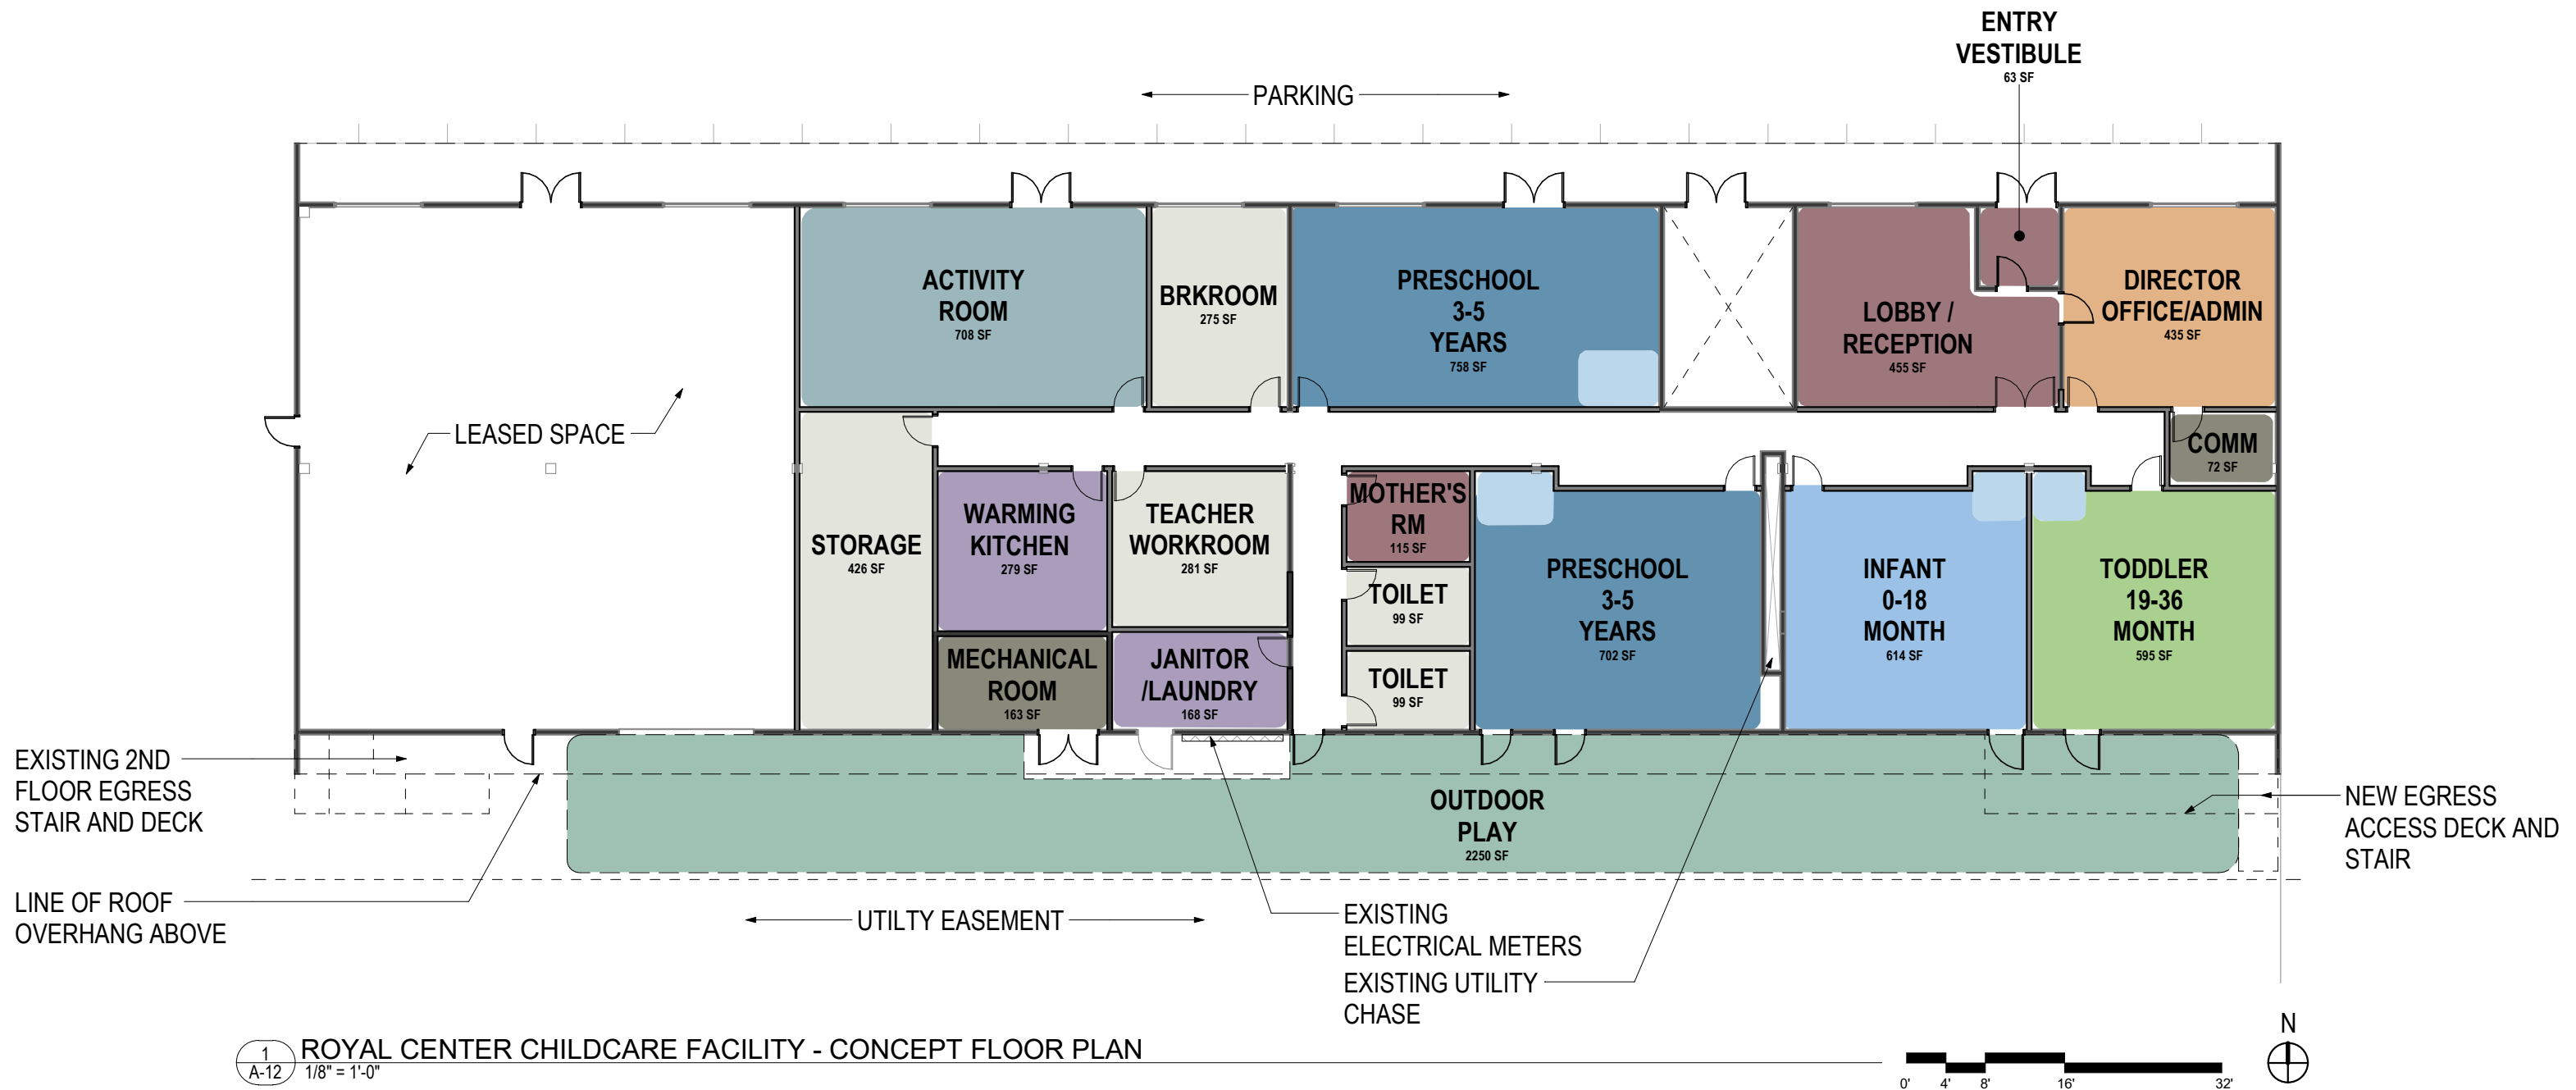 ENTRY
VESTIBULE
63 SF
PARKING
ACTIVITY
ROOM
708 SF
BRKROOM
275 SF
PRESCHOOL
3-5
YEARS
758 SF
LOBBY /
RECEPTION
455 SF
DIRECTOR
OFFICE/ADMIN
435 SF
LEASED SPACE
COMM
72 SF
STORAGE
426 SF
WARMING
KITCHEN
279 SF
TEACHER
WORKROOM
281 SF
MOTHER'S
RM
115 SF
TOILET
99 SF
TOILET
99 SF
PRESCHOOL
3-5
YEARS
702 SF
INFANT
0-18
MONTH
614 SF
TODDLER
19-36
MONTH
595 SF
MECHANICAL
ROOM
163 SF
JANITOR
/LAUNDRY
168 SF
EXISTING 2ND
FLOOR EGRESS
STAIR AND DECK
OUTDOOR
PLAY
2250 SF
NEW EGRESS
ACCESS DECK AND
STAIR
LINE OF ROOF
OVERHANG ABOVE
UTILTY EASEMENT
EXISTING
ELECTRICAL METERS
EXISTING UTILITY
CHASE
1
A-12
ROYAL CENTER CHILDCARE FACILITY - CONCEPT FLOOR PLAN
1/8" = 1'-0"
0' 4' 8' 16' 32'
N